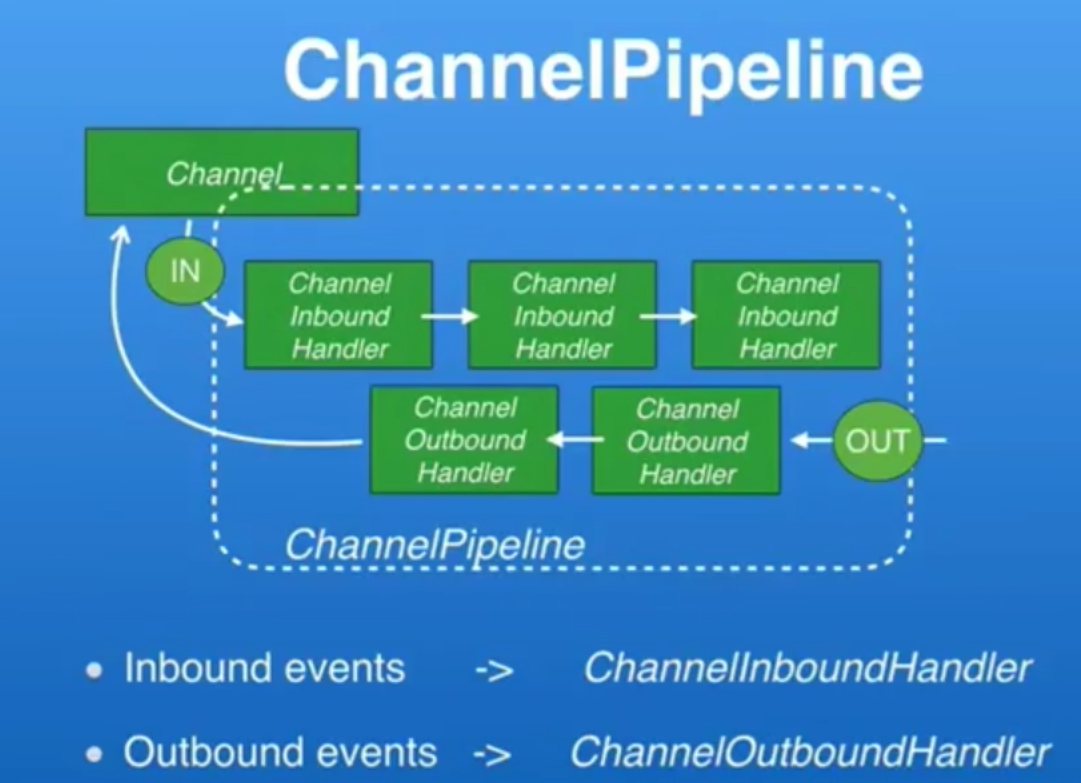 ChannelPipeline
Channel
IN
Channel
Inbound
Handler
Channel
Inbound
Handler
Channel
Inbound
Handler
Channel
Outbound
Handler
Channel
Outbound
Handler
OUT
ChannelPipeline
• Inbound events -> ChannelInboundHandler
• Outbound events -> ChannelOutboundHandler